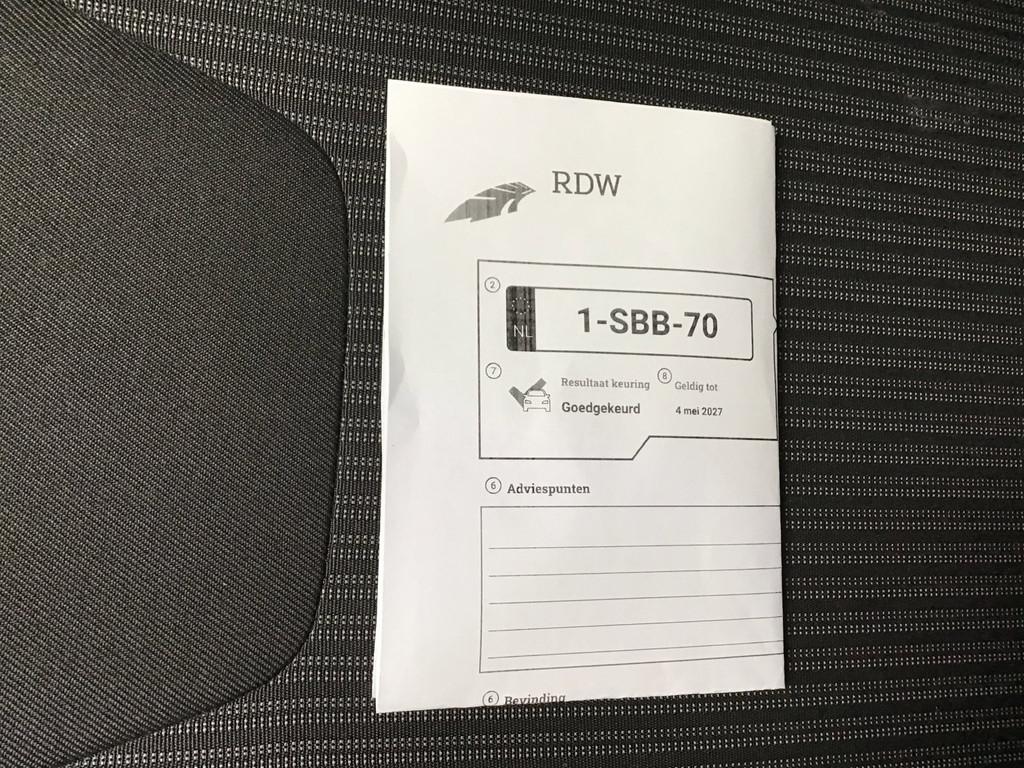 RDW
2
NL
1-SBB-70
7
Resultaat keuring
8
Geldig tot
Goedgekeurd
4 mei 2027
6 Adviespunten
6 Bevinding